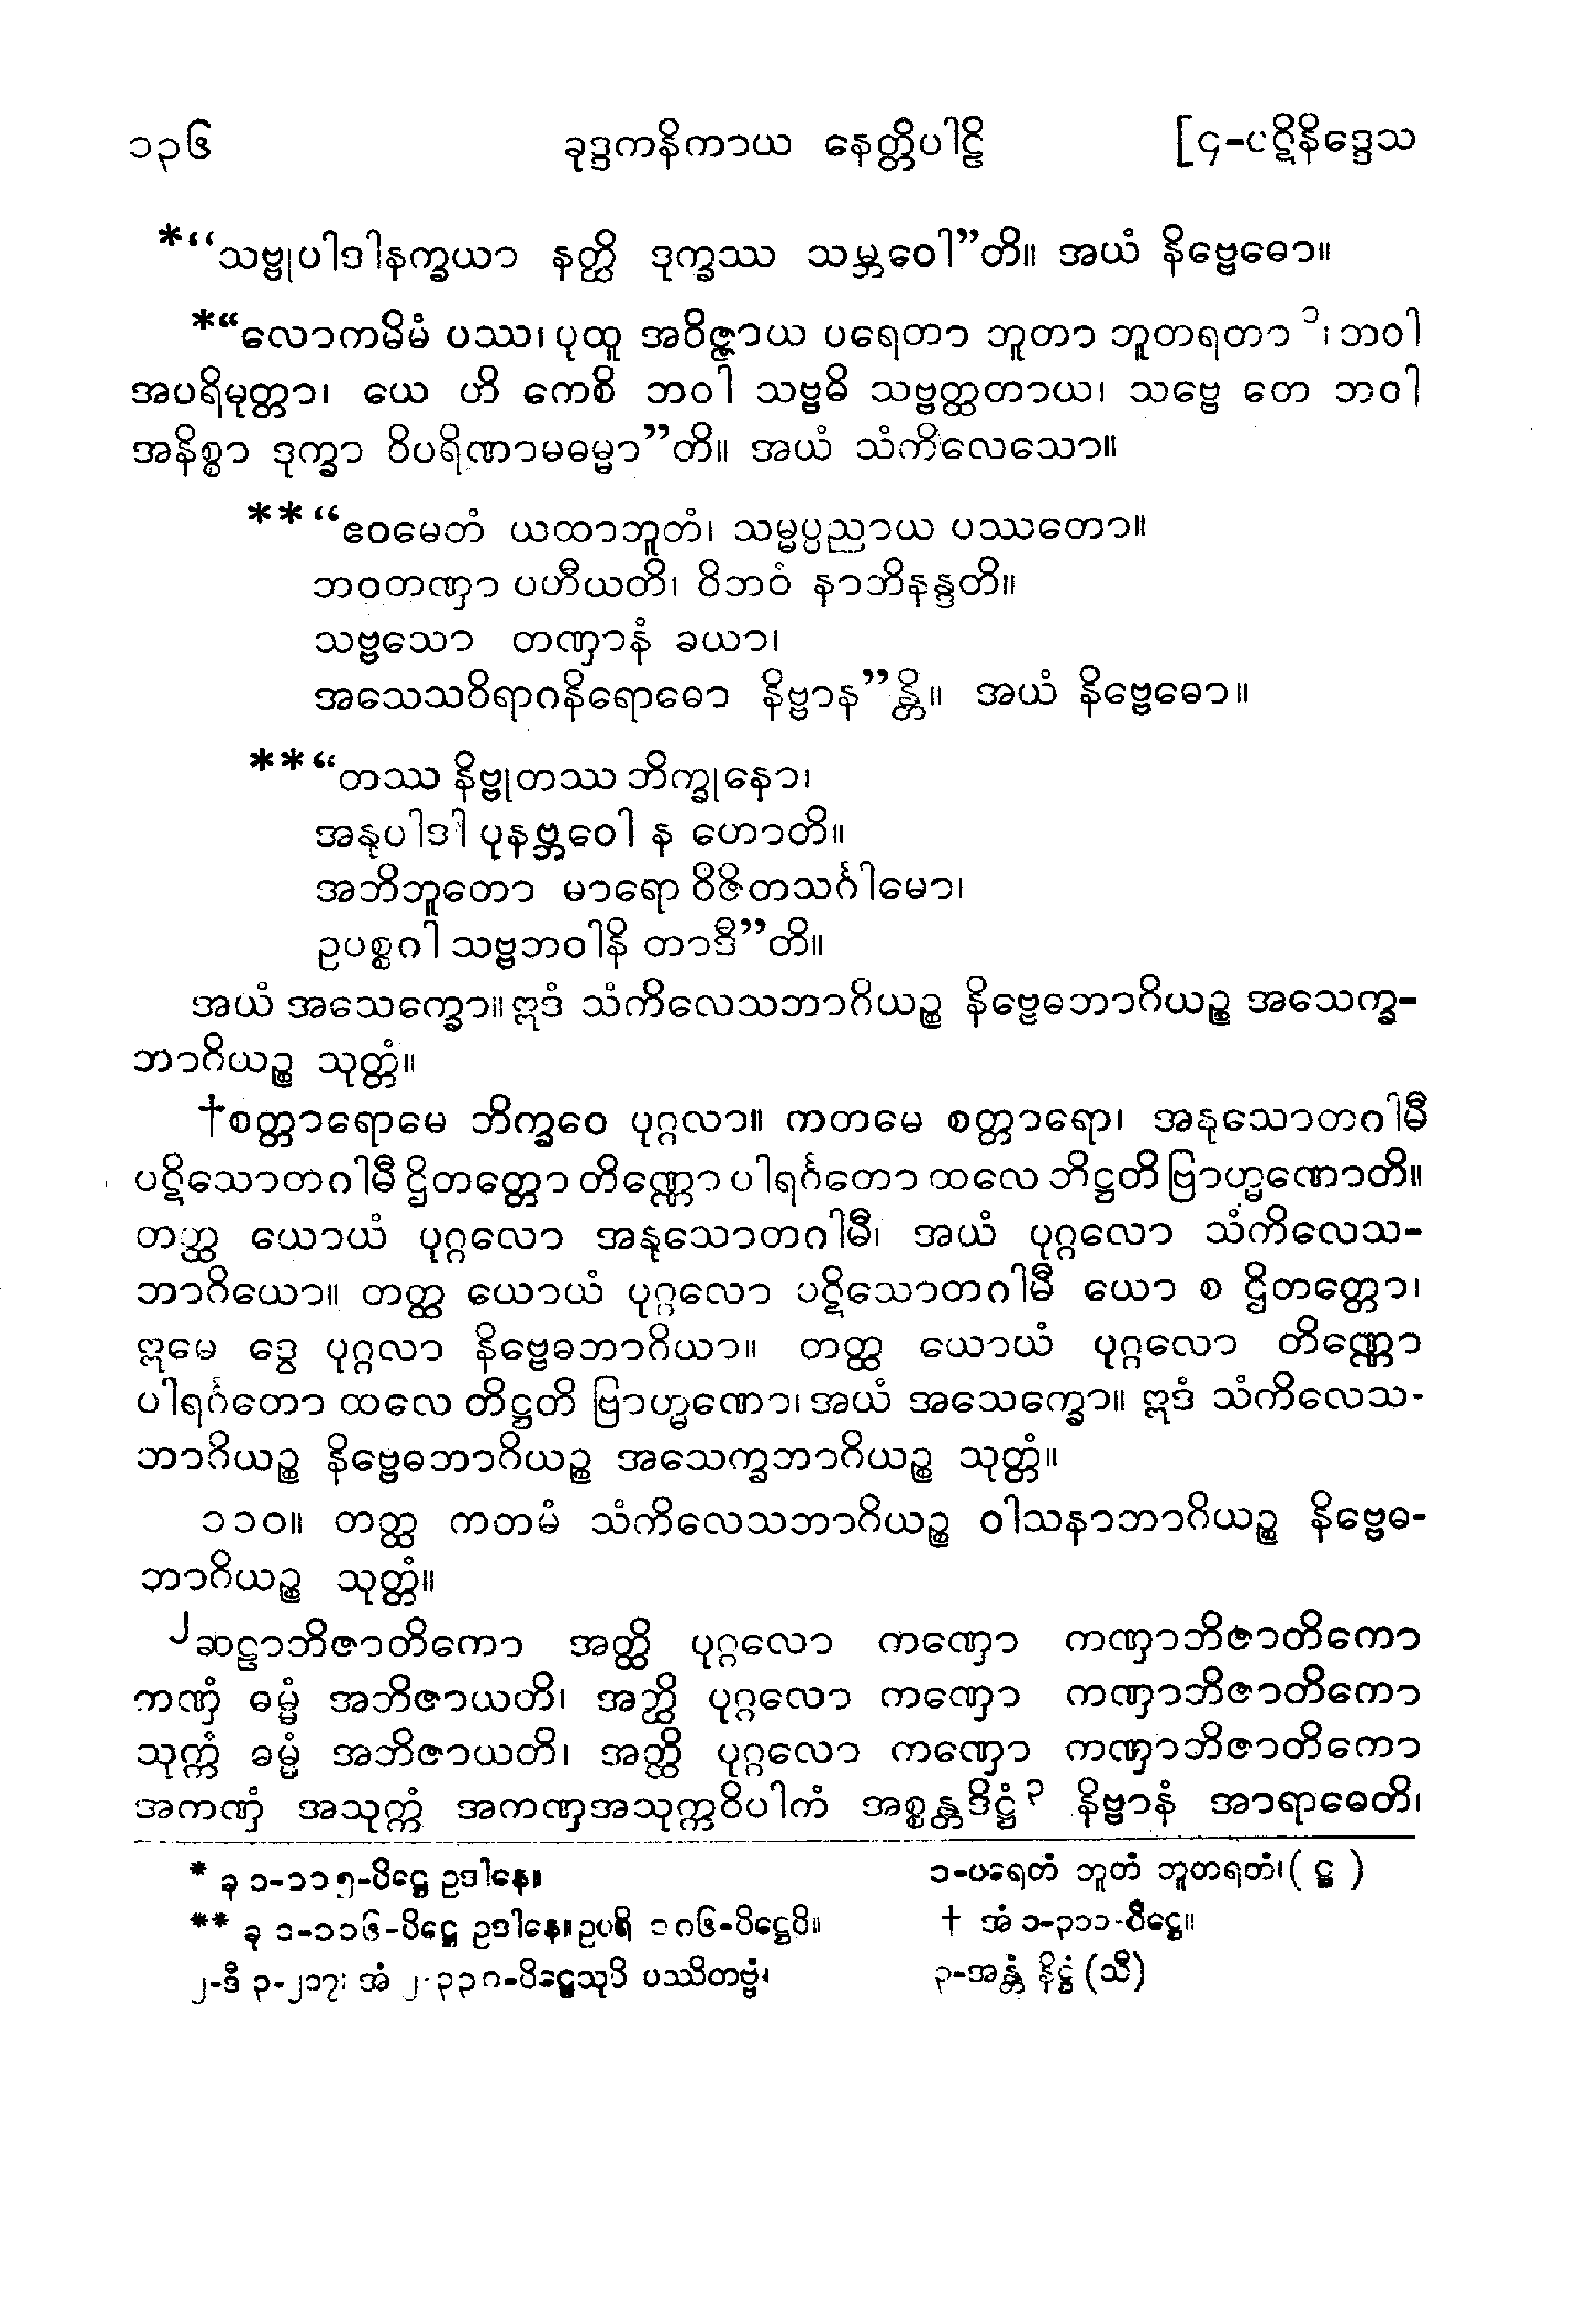 ၁၃၆ ခုဒ္ဒကနိကာယ နေတ္တိပါဠိ [၄-ပဋိနိဒ္ဒေသ
*“သဗ္ဗုပါဒါနက္ခယာ နတ္ထိ ဒုက္ခဿ သမ္ဘဝေါ”တိ။ အယံ နိဗ္ဗေဓော။
*“လောကမိမံ ပဿ၊ ပုထူ အဝိဇ္ဇာယ ပရေတာ ဘူတာ ဘူတရတာ ၁၊ ဘဝါ
အပရိမုတ္တာ၊ ယေ ဟိ ကေစိ ဘဝါ သဗ္ဗဓိ သဗ္ဗတ္ထတာယ၊ သဗ္ဗေ တေ ဘဝါ
အနိစ္စာ ဒုက္ခာ ဝိပရိဏာမဓမ္မာ”တိ။ အယံ သံကိလေသော။
**“ဧဝမေတံ ယထာဘူတံ၊ သမ္မပ္ပညာယ ပဿတော။
ဘဝတဏှာ ပဟီယတိ၊ ဝိဘဝံ နာဘိနန္ဒတိ။
သဗ္ဗသော တဏှာနံ ခယာ၊
အသေသဝိရာဂနိရောဓော နိဗ္ဗာန”န္တိ။ အယံ နိဗ္ဗေဓော။
**“တဿ နိဗ္ဗုတဿ ဘိက္ခုနော၊
အနုပါဒါ ပုနဗ္ဘဝေါ န ဟောတိ။
အဘိဘူတော မာရော ဝိဇိတသင်္ဂါမော၊
ဥပစ္စဂါ သဗ္ဗဘဝါနိ တာဒီ”တိ။
အယံ အသေက္ခော။ ဣဒံ သံကိလေသဘာဂိယဉ္စ နိဗ္ဗေဓဘာဂိယဉ္စ အသေက္ခ-
ဘာဂိယဉ္စ သုတ္တံ။
†စတ္တာရောမေ ဘိက္ခဝေ ပုဂ္ဂလာ။ ကတမေ စတ္တာရော၊ အနုသောတဂါမီ
ပဋိသောတဂါမီ ဌိတတ္တော တိဏ္ဏော ပါရင်္ဂတော ထလေ တိဋ္ဌတိ ဗြာဟ္မဏောတိ။
တတ္ထ ယောယံ ပုဂ္ဂလော အနုသောတဂါမီ၊ အယံ ပုဂ္ဂလော သံကိလေသ-
ဘာဂိယော။ တတ္ထ ယောယံ ပုဂ္ဂလော ပဋိသောတဂါမီ ယော စ ဌိတတ္တော၊
ဣမေ ဒွေ ပုဂ္ဂလာ နိဗ္ဗေဓဘာဂိယာ။ တတ္ထ ယောယံ ပုဂ္ဂလော တိဏ္ဏော
ပါရင်္ဂတော ထလေ တိဋ္ဌတိ ဗြာဟ္မဏော၊ အယံ အသေက္ခော။ ဣဒံ သံကိလေသ-
ဘာဂိယဉ္စ နိဗ္ဗေဓဘာဂိယဉ္စ အသေက္ခဘာဂိယဉ္စ သုတ္တံ။
၁၁၀။ တတ္ထ ကတမံ သံကိလေသဘာဂိယဉ္စ ဝါသနာဘာဂိယဉ္စ နိဗ္ဗေဓ-
ဘာဂိယဉ္စ သုတ္တံ။
၂ဆဠာဘိဇာတိကော အတ္ထိ ပုဂ္ဂလော ကဏှော ကဏှာဘိဇာတိကော
ကဏှံ ဓမ္မံ အဘိဇာယတိ၊ အတ္ထိ ပုဂ္ဂလော ကဏှော ကဏှာဘိဇာတိကော
သုက္ကံ ဓမ္မံ အဘိဇာယတိ၊ အတ္ထိ ပုဂ္ဂလော ကဏှော ကဏှာဘိဇာတိကော
အကဏှံ အသုက္ကံ အကဏှအသုက္ကဝိပါကံ အစ္စန္တဒိဋ္ဌံ၃ နိဗ္ဗာနံ အာရာဓေတိ၊
* ခု ၁-၁၁၅-ပိဋ္ဌေ ဥဒါနေ။ ၁-ပရေတံ ဘူတံ ဘူတရတံ၊ (ဋ္ဌ)
** ခု ၁-၁၁၆-ပိဋ္ဌေ ဥဒါနေ။ ဥပရိ ၁၈၆-ပိဋ္ဌေပိ။ † အံ ၁-၃၁၁-ပိဋ္ဌေ။
၂-ဒီ ၃-၂၁၇၊ အံ ၂-၃၃၈-ပိဋ္ဌေသုပိ ပဿိတဗ္ဗံ၊ ၃-အန္တံ နိဋ္ဌံ (သီ)